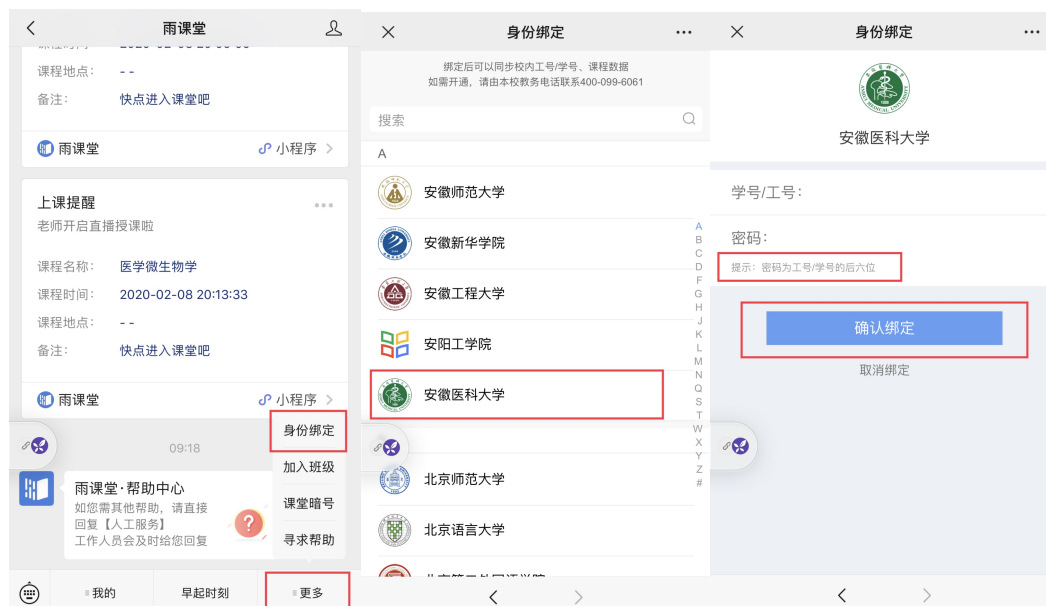 雨课堂
课程地点: - -
备注: 快点进入课堂吧
雨课堂
小程序
上课提醒
老师开启直播授课啦
课程名称: 医学微生物学
课程时间: 2020-02-08 20:13:33
课程地点: - -
备注: 快点进入课堂吧
雨课堂
小程序
09:18
身份绑定
加入班级
课堂暗号
寻求帮助
雨课堂·帮助中心
如您需其他帮助，请直接
回复【人工服务】
工作人员会及时给您回复
我的
早起时刻
更多
身份绑定
绑定后可以同步校内工号/学号、课程数据
如需开通，请由本校教务电话联系400-099-6061
搜索
A
安徽师范大学
安徽新华学院
安徽工程大学
安阳工学院
安徽医科大学
北京师范大学
北京语言大学
A
B
C
D
F
G
H
J
K
L
M
N
Q
S
T
W
X
Y
Z
#
身份绑定
安徽医科大学
学号/工号:
密码:
提示: 密码为工号/学号的后六位
确认绑定
取消绑定